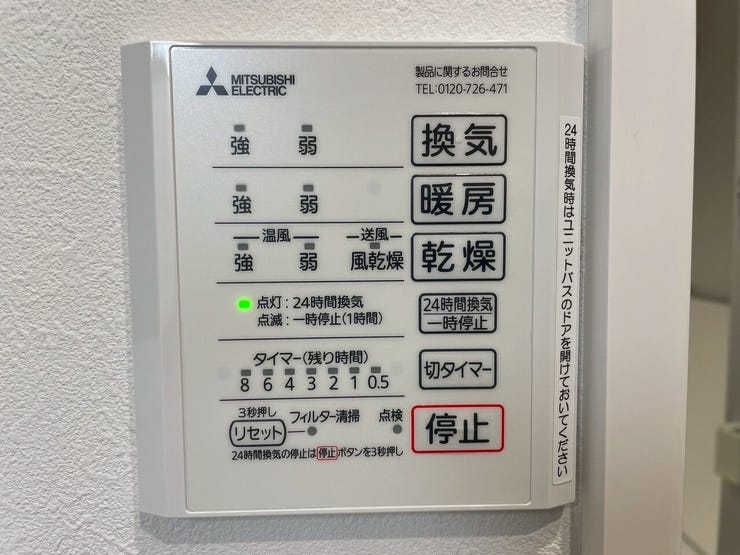 MITSUBISHI
ELECTRIC
製品に関するお問合せ
TEL:0120-726-471
強 弱 換気
強 弱 暖房
温風 送風
強 弱 風乾燥 乾燥
点灯:24時間換気
点滅:一時停止(1時間)
24時間換気
一時停止
タイマー(残り時間)
8 6 4 3 2 1 0.5
切タイマー
3秒押し
リセット フィルター清掃 点検
停止
24時間換気の停止は停止ボタンを3秒押し
24時間換気時はユニットバスのドアを開けておいてください